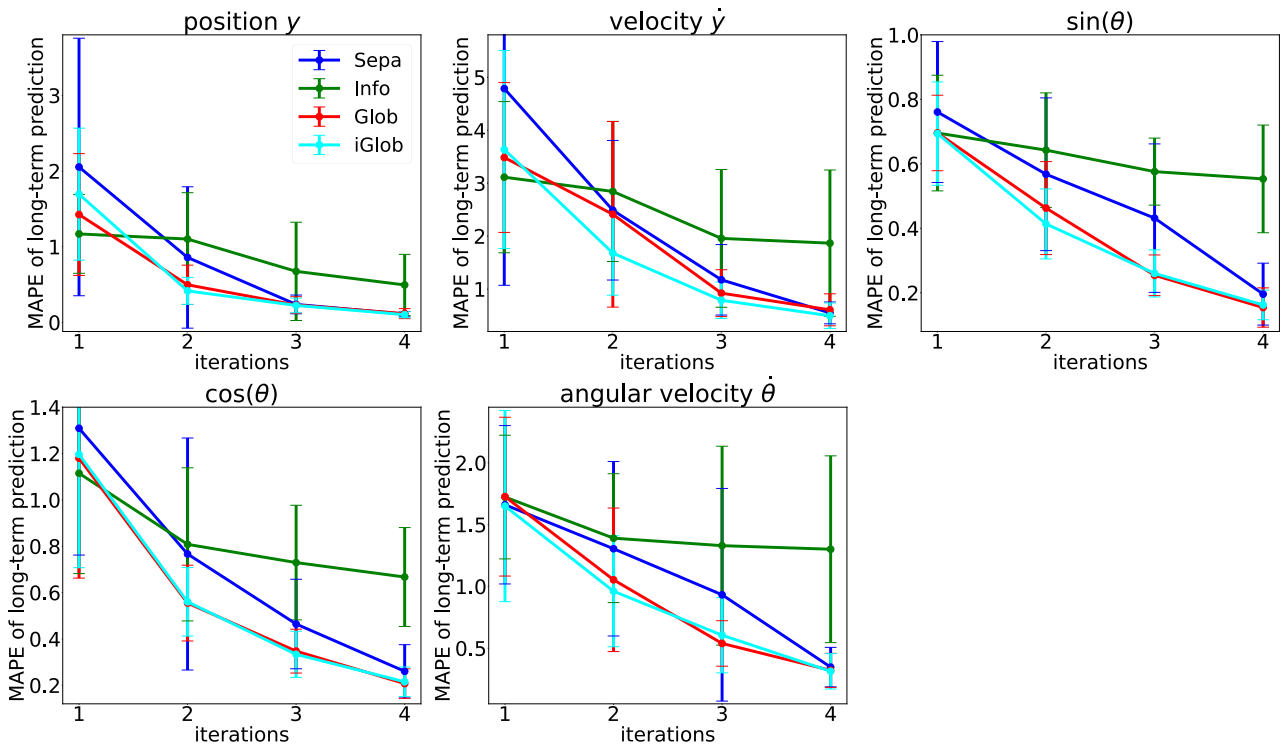 position y
MAPE of long-term prediction
3
2
1
0
Sepa
Info
Glob
iGlob
1 2 3 4
iterations
velocity ẏ
MAPE of long-term prediction
5
4
3
2
1
1 2 3 4
iterations
sin(θ)
MAPE of long-term prediction
1.0
0.8
0.6
0.4
0.2
1 2 3 4
iterations
cos(θ)
MAPE of long-term prediction
1.4
1.2
1.0
0.8
0.6
0.4
0.2
1 2 3 4
iterations
angular velocity θ̇
MAPE of long-term prediction
2.0
1.5
1.0
0.5
1 2 3 4
iterations